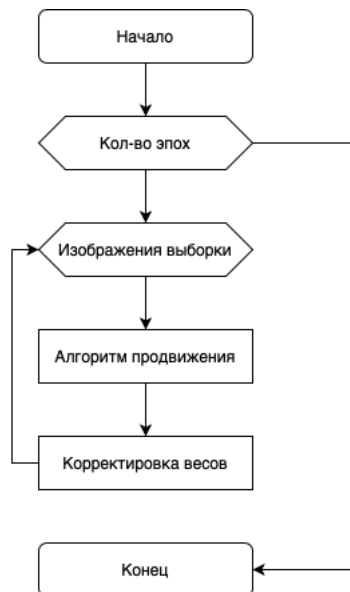 Начало
Кол-во эпох
Изображения выборки
Алгоритм продвижения
Корректировка весов
Конец